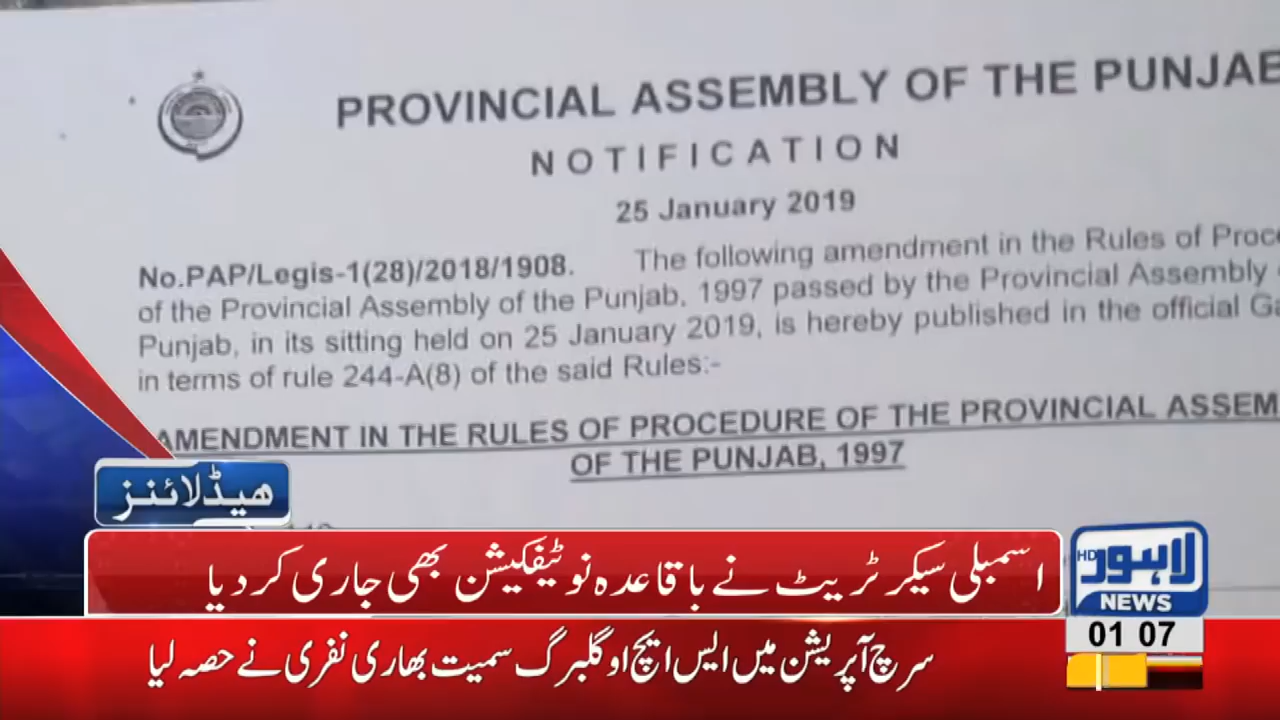 PROVINCIAL ASSEMBLY OF THE PUNJAB
NOTIFICATION
25 January 2019
No.PAP/Legis-1(28)/2018/1908. The following amendment in the Rules of Proce
of the Provincial Assembly of the Punjab, 1997 passed by the Provincial Assembly
Punjab, in its sitting held on 25 January 2019, is hereby published in the official Ga
in terms of rule 244-A(8) of the said Rules:-
AMENDMENT IN THE RULES OF PROCEDURE OF THE PROVINCIAL ASSEM
OF THE PUNJAB, 1997
ھیڈلائنز
اسمبلی سیکرٹریٹ نے باقاعدہ نوٹیفکیشن بھی جاری کردیا
لاہور HD
NEWS
01 07
سرچ آپریشن میں ایس ایچ او گلبرگ سمیت بھاری نفری نے حصہ لیا